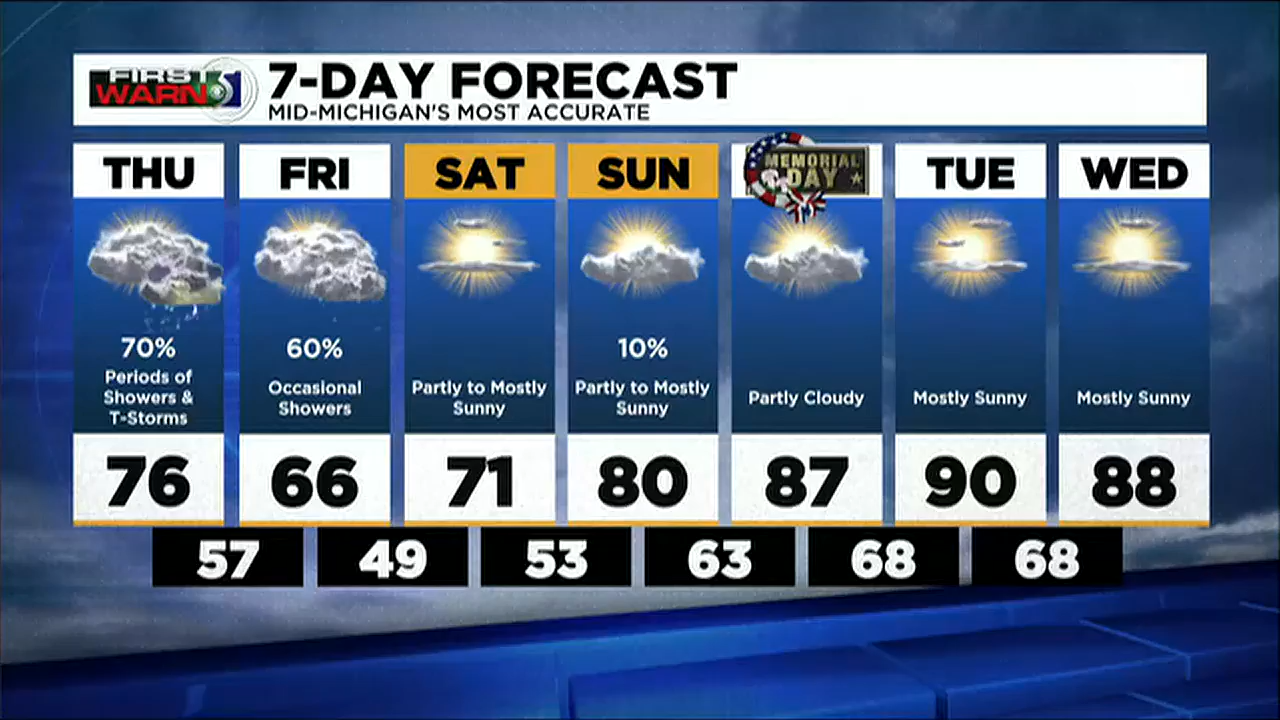 FIRST
WARN 5
7-DAY FORECAST
MID-MICHIGAN'S MOST ACCURATE
THU
FRI
SAT
SUN
MEMORIAL
DAY
TUE
WED
70%
Periods of
Showers &
T-Storms
60%
Occasional
Showers
Partly to Mostly
Sunny
10%
Partly to Mostly
Sunny
Partly Cloudy
Mostly Sunny
Mostly Sunny
76
66
71
80
87
90
88
57
49
53
63
68
68